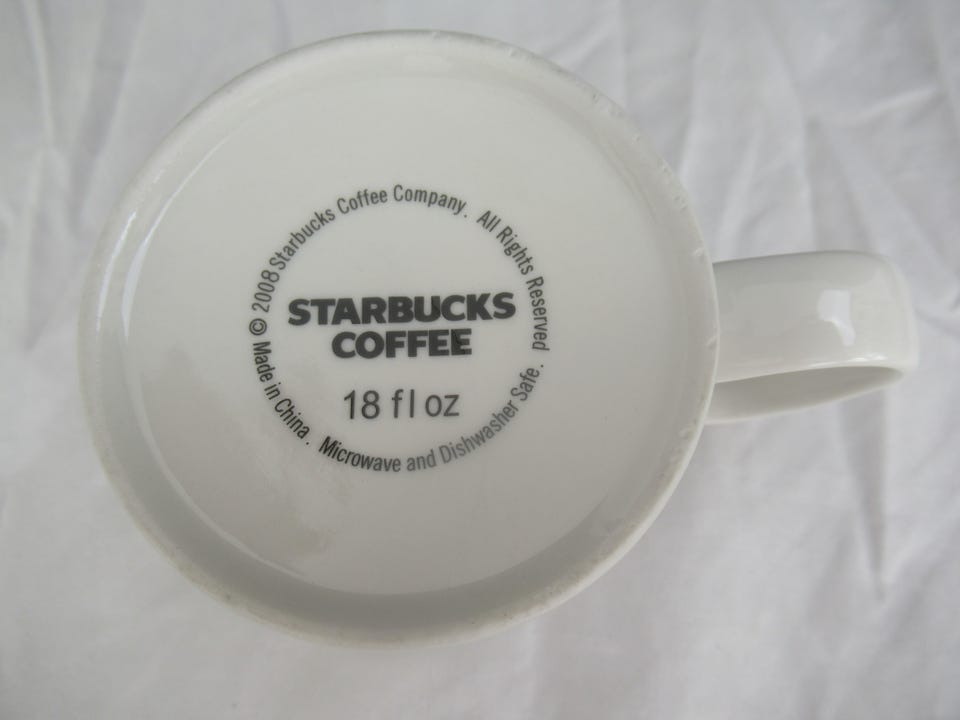 © 2008 Starbucks Coffee Company. All Rights Reserved
STARBUCKS
COFFEE
18 fl oz
Made in China. Microwave and Dishwasher Safe.